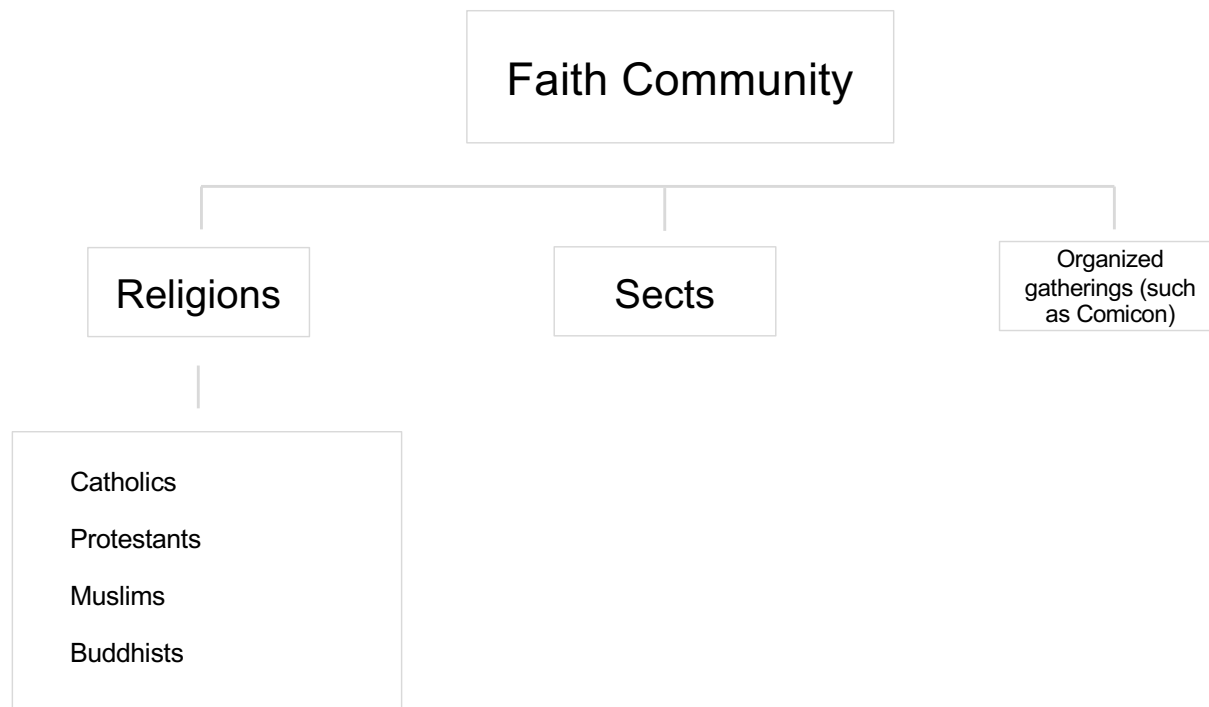 Faith Community
Religions
Sects
Organized
gatherings (such
as Comicon)
Catholics
Protestants
Muslims
Buddhists